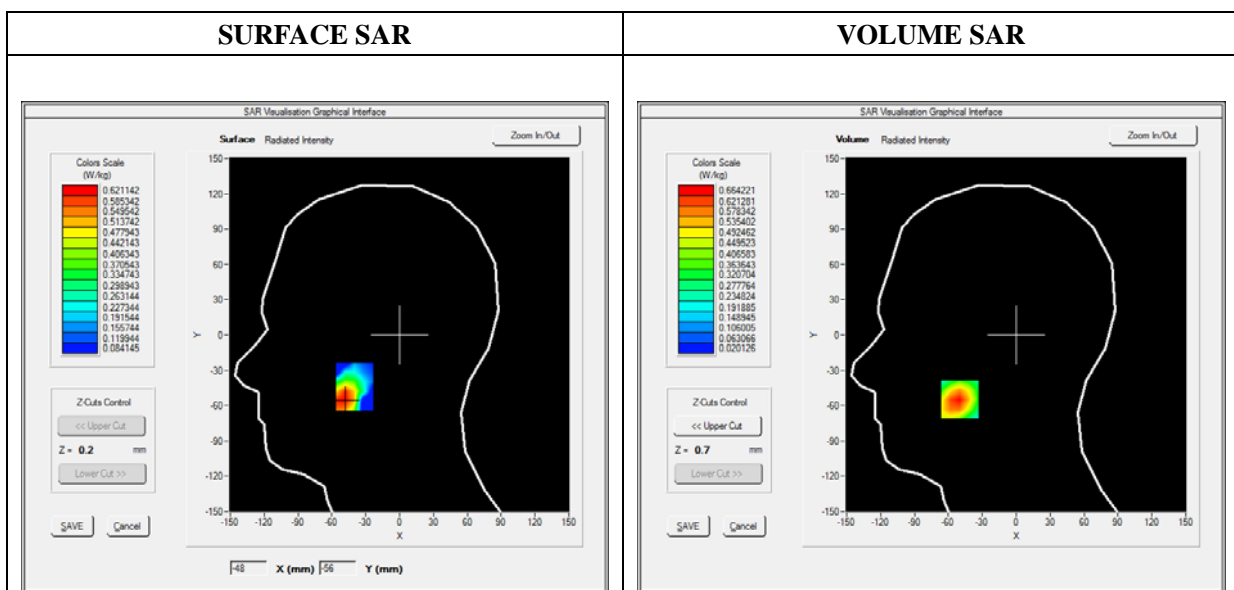 SURFACE SAR
VOLUME SAR
SAR Visualisation Graphical Interface
Surface Radiated Intensity
Zoom In/Out
Colors Scale
(W/kg)
0.621142
0.585342
0.549542
0.513742
0.477943
0.442143
0.406343
0.370543
0.334743
0.298943
0.263144
0.227344
0.191544
0.155744
0.119944
0.084145
Z-Cuts Control
<< Upper Cut
Z = 0.2 mm
Lower Cut >>
SAVE Cancel
150
120
90
60
30
0
-30
-60
-90
-120
-150
Y
-150 -120 -90 -60 -30 0 30 60 90 120 150
X
-48 X (mm) -56 Y (mm)
SAR Visualisation Graphical Interface
Volume Radiated Intensity
Zoom In/Out
Colors Scale
(W/kg)
0.664221
0.621281
0.578342
0.535402
0.492462
0.449523
0.406583
0.363643
0.320704
0.277764
0.234824
0.191885
0.148945
0.106005
0.063066
0.020126
Z-Cuts Control
<< Upper Cut
Z = 0.7 mm
Lower Cut >>
SAVE Cancel
150
120
90
60
30
0
-30
-60
-90
-120
-150
Y
-150 -120 -90 -60 -30 0 30 60 90 120 150
X